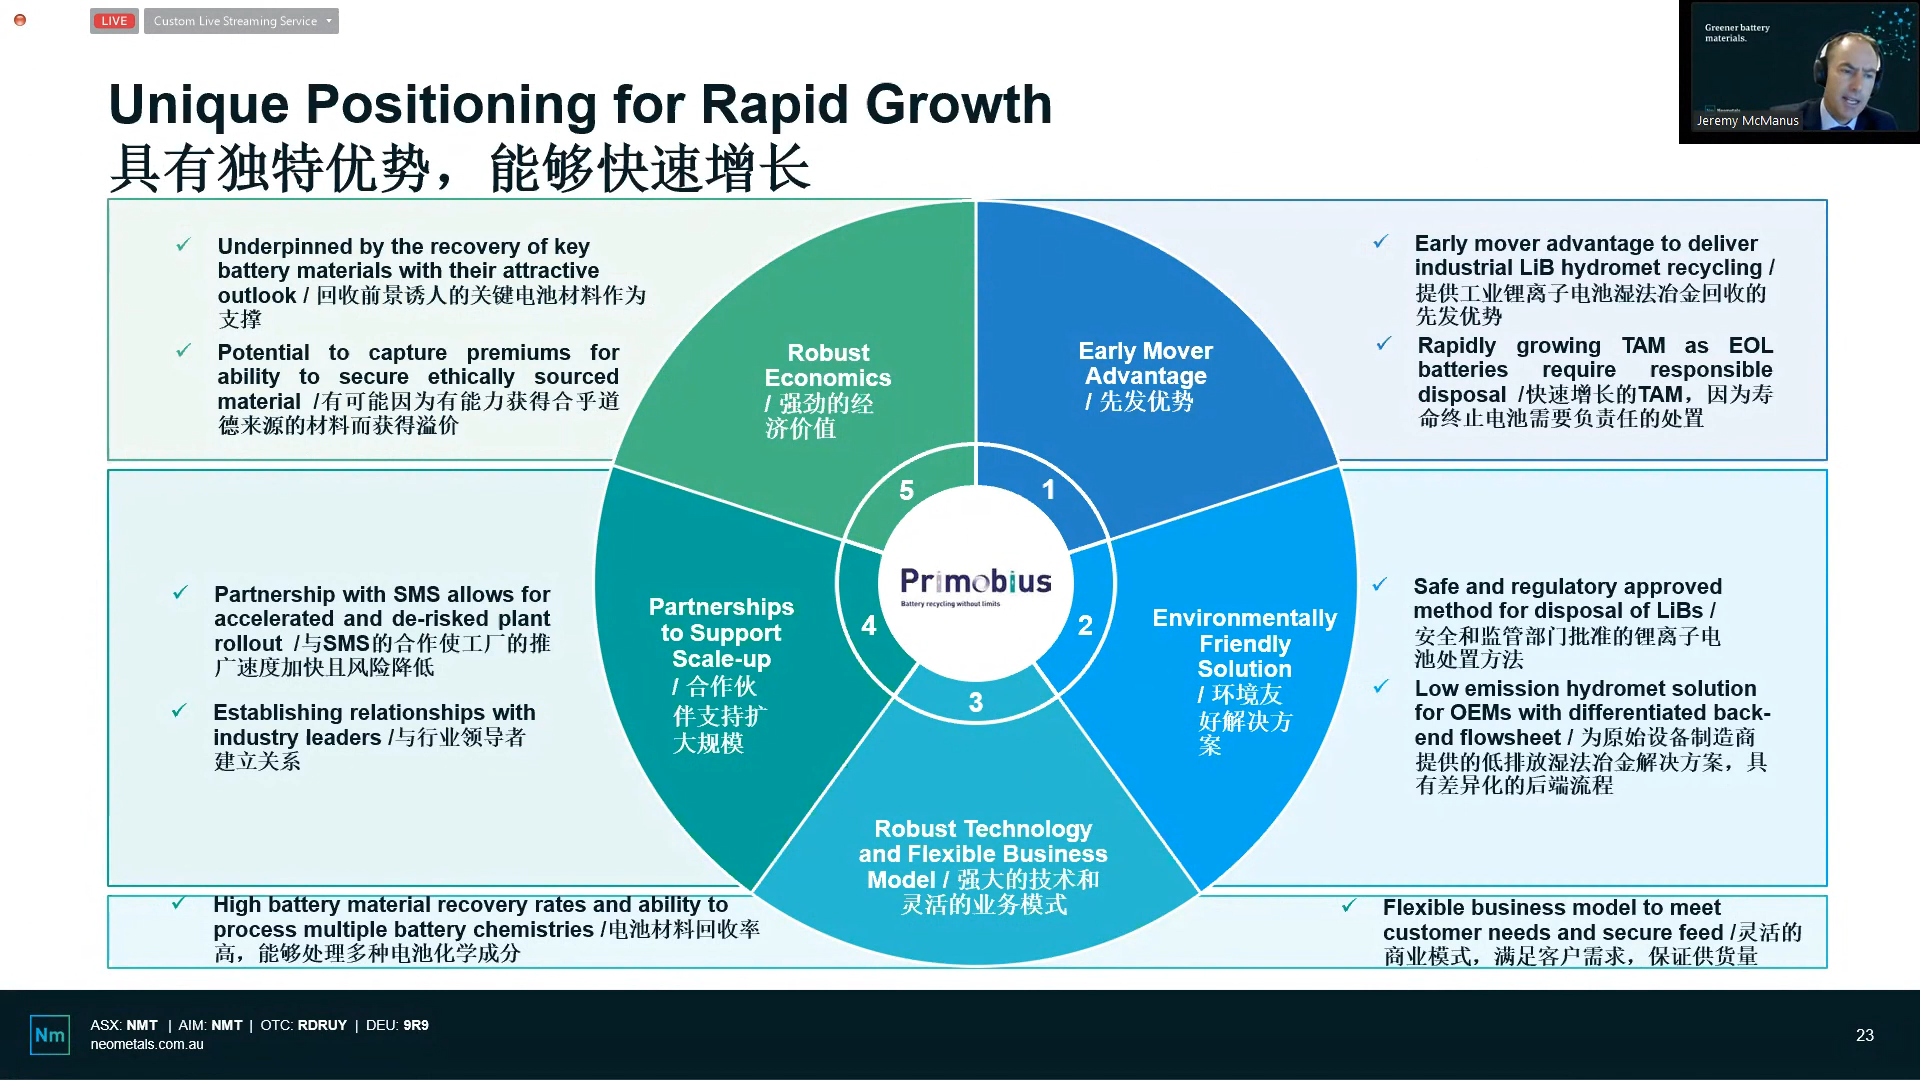 LIVE
Custom Live Streaming Service
Greener battery
materials.
Jeremy McManus
Unique Positioning for Rapid Growth
具有独特优势，能够快速增长
Underpinned by the recovery of key
battery materials with their attractive
outlook / 回收前景诱人的关键电池材料作为
支撑
Potential to capture premiums for
ability to secure ethically sourced
material /有可能因为有能力获得合乎道
德来源的材料而获得溢价
Robust
Economics
/ 强劲的经
济价值
Early Mover
Advantage
/ 先发优势
Early mover advantage to deliver
industrial LiB hydromet recycling /
提供工业锂离子电池湿法冶金回收的
先发优势
Rapidly growing TAM as EOL
batteries require responsible
disposal /快速增长的TAM，因为寿
命终止电池需要负责任的处置
5
1
Primobius
Battery recycling without limits
4
2
3
Partnership with SMS allows for
accelerated and de-risked plant
rollout /与SMS的合作使工厂的推
广速度加快且风险降低
Establishing relationships with
industry leaders /与行业领导者
建立关系
Partnerships
to Support
Scale-up
/ 合作伙
伴支持扩
大规模
Environmentally
Friendly
Solution
/ 环境友
好解决方
案
Safe and regulatory approved
method for disposal of LiBs /
安全和监管部门批准的锂离子电
池处置方法
Low emission hydromet solution
for OEMs with differentiated back-
end flowsheet / 为原始设备制造商
提供的低排放湿法冶金解决方案，具
有差异化的后端流程
Robust Technology
and Flexible Business
Model / 强大的技术和
灵活的业务模式
High battery material recovery rates and ability to
process multiple battery chemistries /电池材料回收率
高，能够处理多种电池化学成分
Flexible business model to meet
customer needs and secure feed /灵活的
商业模式，满足客户需求，保证供货量
Nm
ASX: NMT | AIM: NMT | OTC: RDRUY | DEU: 9R9
neometals.com.au
23